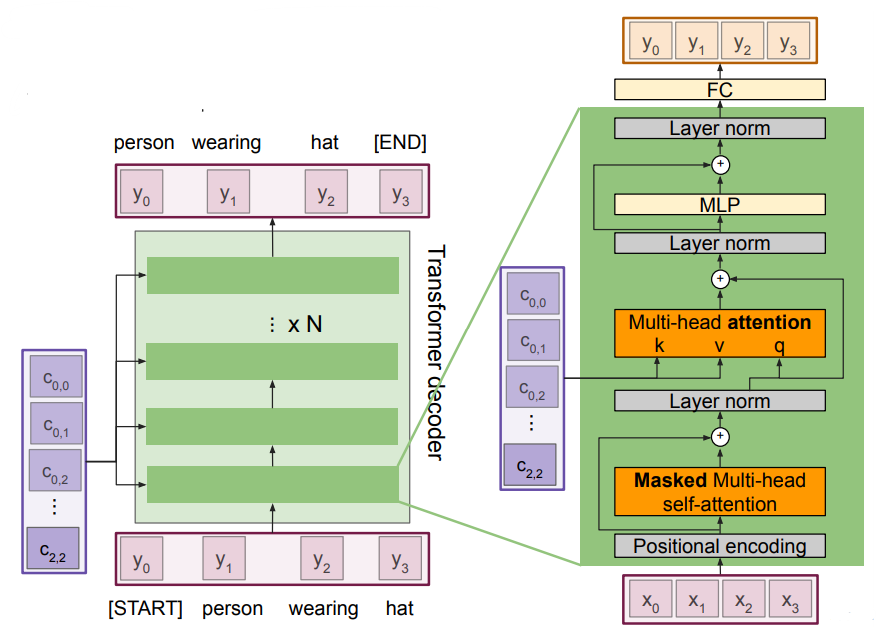 person wearing hat [END]
y0 y1 y2 y3
Transformer decoder
⋮ x N
c0,0
c0,1
c0,2
⋮
c2,2
y0 y1 y2 y3
[START] person wearing hat
y0 y1 y2 y3
FC
Layer norm
+
MLP
Layer norm
+
Multi-head attention
k v q
Layer norm
+
Masked Multi-head
self-attention
Positional encoding
x0 x1 x2 x3
c0,0
c0,1
c0,2
⋮
c2,2